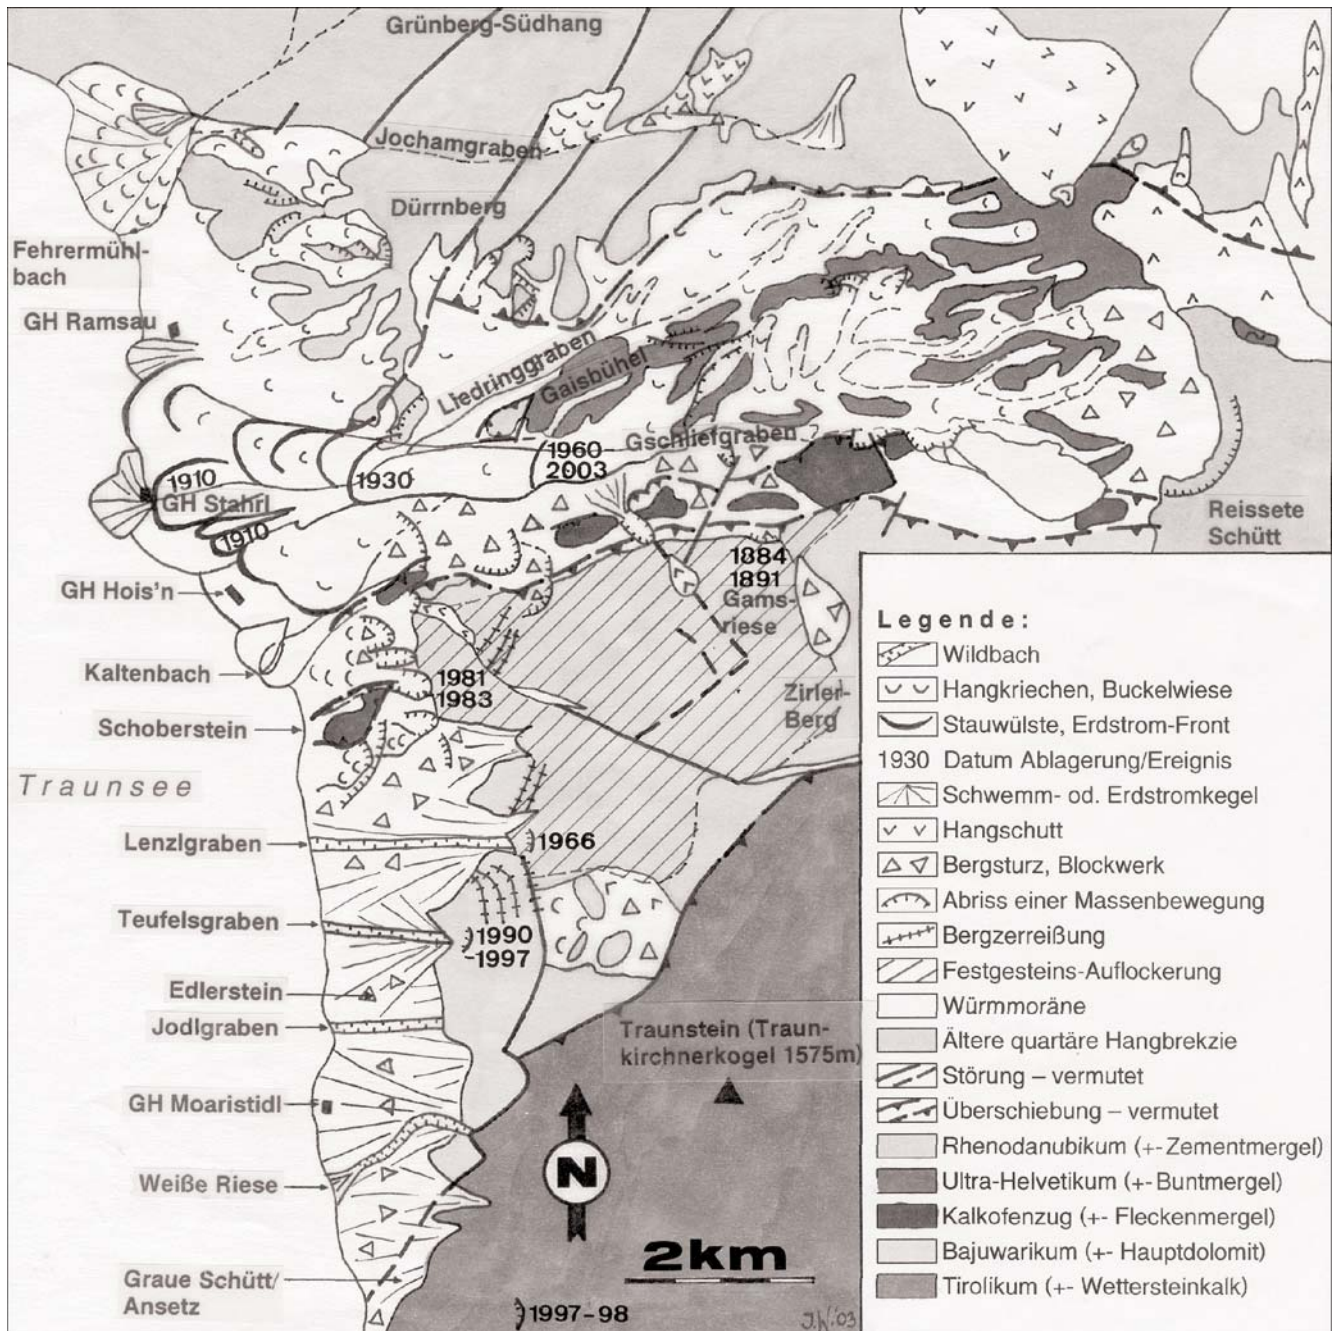 Grünberg-Südhang
Jochamgraben
Dürrnberg
Fehrermühl-
bach
GH Ramsau
Liedringgraben
Gaisbühel
Gschliefgraben
1960-
2003
1910
1930
GH Stahrl
1910
Reissete
Schütt
1884
1891
Gams-
riese
GH Hois'n
Kaltenbach
1981
1983
Zirler-
Berg
Schoberstein
Traunsee
Lenzlgraben
1966
Teufelsgraben
1990
-1997
Edlerstein
Jodlgraben
Traunstein (Traun-
kirchnerkogel 1575m)
GH Moaristidl
N
Weiße Riese
2km
Graue Schütt/
Ansetz
1997-98
J.W.'03
Legende:
Wildbach
Hangkriechen, Buckelwiese
Stauwülste, Erdstrom-Front
1930 Datum Ablagerung/Ereignis
Schwemm- od. Erdstromkegel
Hangschutt
Bergsturz, Blockwerk
Abriss einer Massenbewegung
Bergzerreißung
Festgesteins-Auflockerung
Würmmoräne
Ältere quartäre Hangbrekzie
Störung – vermutet
Überschiebung – vermutet
Rhenodanubikum (+- Zementmergel)
Ultra-Helvetikum (+- Buntmergel)
Kalkofenzug (+- Fleckenmergel)
Bajuwarikum (+- Hauptdolomit)
Tirolikum (+- Wettersteinkalk)